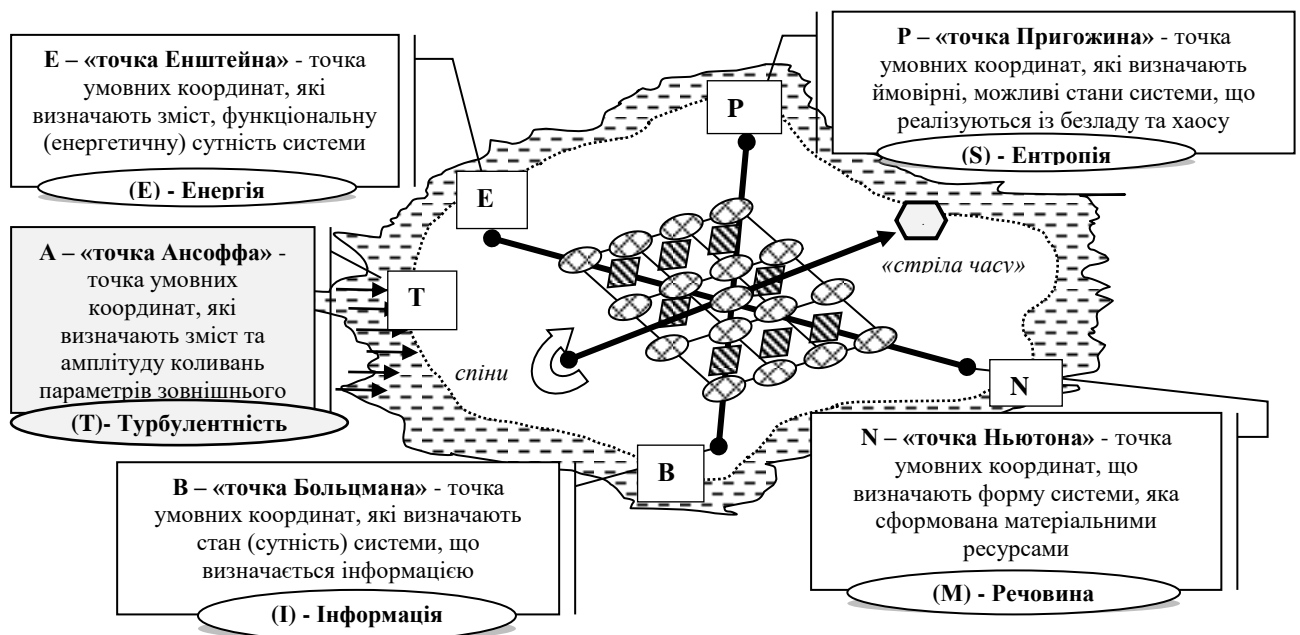 Е – «точка Енштейна» - точка
умовних координат, які
визначають зміст, функціональну
(енергетичну) сутність системи
(Е) - Енергія
Р – «точка Пригожина» - точка
умовних координат, які визначають
ймовірні, можливі стани системи, що
реалізуються із безладу та хаосу
(S) - Ентропія
А – «точка Ансоффа» -
точка умовних
координат, які
визначають зміст та
амплітуду коливань
параметрів зовнішнього
(Т)- Турбулентність
Р
Е
Т
«стріла часу»
спіни
N
В
В – «точка Больцмана» - точка
умовних координат, які визначають
стан (сутність) системи, що
визначається інформацією
(І) - Інформація
N – «точка Ньютона» - точка
умовних координат, що
визначають форму системи, яка
сформована матеріальними
ресурсами
(М) - Речовина